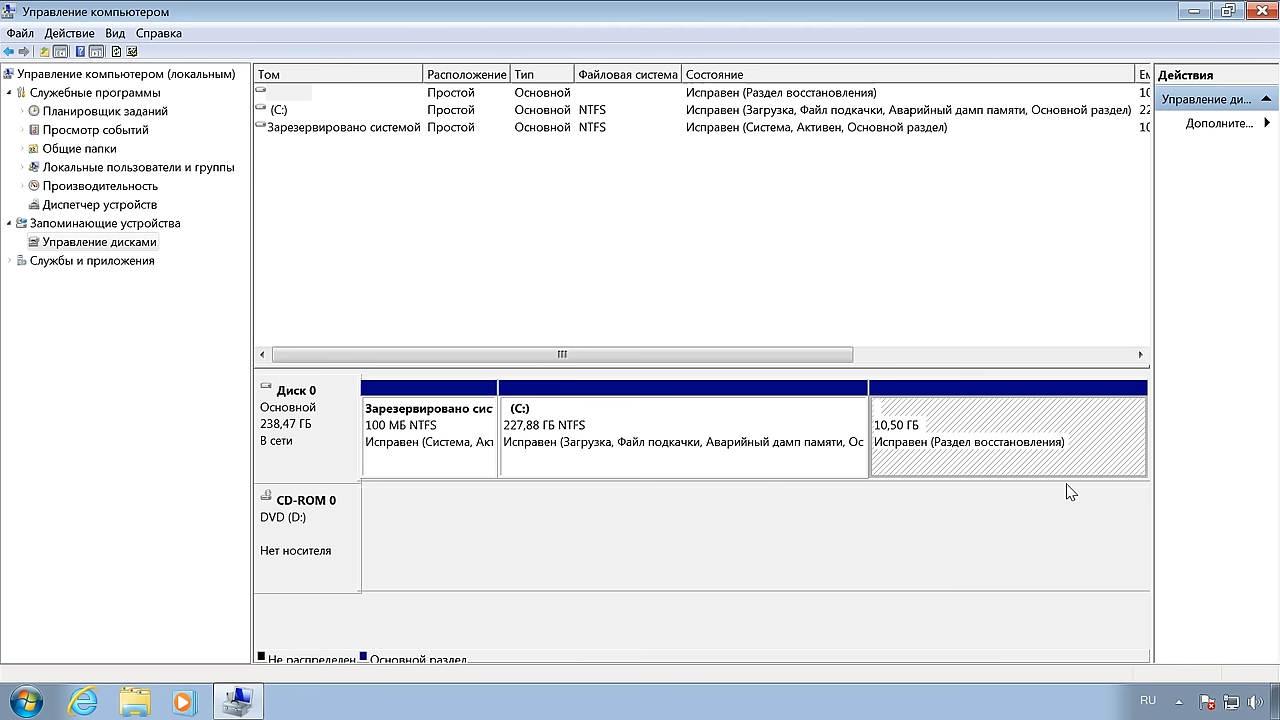 Управление компьютером
Файл Действие Вид Справка
Управление компьютером (локальным)
Служебные программы
Планировщик заданий
Просмотр событий
Общие папки
Локальные пользователи и группы
Производительность
Диспетчер устройств
Запоминающие устройства
Управление дисками
Службы и приложения
Том Расположение Тип Файловая система Состояние Ем
Простой Основной Исправен (Раздел восстановления) 10
(C:) Простой Основной NTFS Исправен (Загрузка, Файл подкачки, Аварийный дамп памяти, Основной раздел) 22
Зарезервировано системой Простой Основной NTFS Исправен (Система, Активен, Основной раздел) 10
Диск 0
Основной
238,47 ГБ
В сети
Зарезервировано сис
100 МБ NTFS
Исправен (Система, Акт
(C:)
227,88 ГБ NTFS
Исправен (Загрузка, Файл подкачки, Аварийный дамп памяти, Ос
10,50 ГБ
Исправен (Раздел восстановления)
CD-ROM 0
DVD (D:)
Нет носителя
Не распределен Основной раздел
Действия
Управление ди...
Дополните...
RU